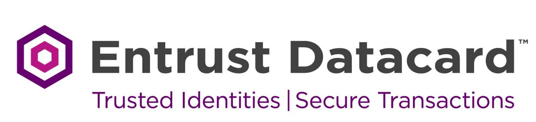 Entrust Datacard™
Trusted Identities | Secure Transactions